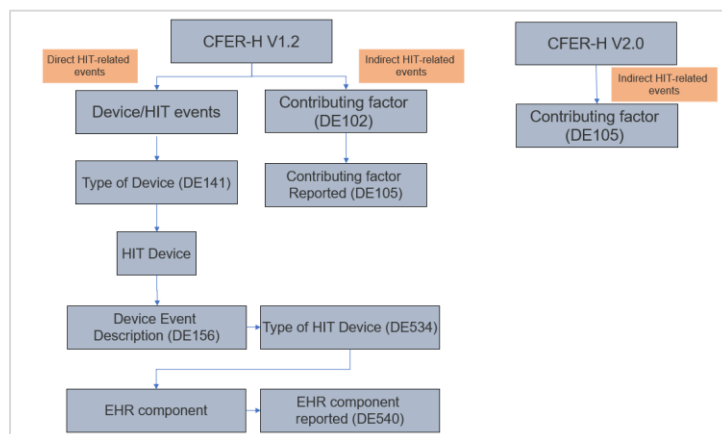 CFER-H V1.2
CFER-H V2.0
Direct HIT-related
events
Indirect HIT-related
events
Indirect HIT-related
events
Device/HIT events
Contributing factor
(DE102)
Contributing factor
(DE105)
Type of Device (DE141)
Contributing factor
Reported (DE105)
HIT Device
Device Event
Description (DE156)
Type of HIT Device (DE534)
EHR component
EHR component
reported (DE540)